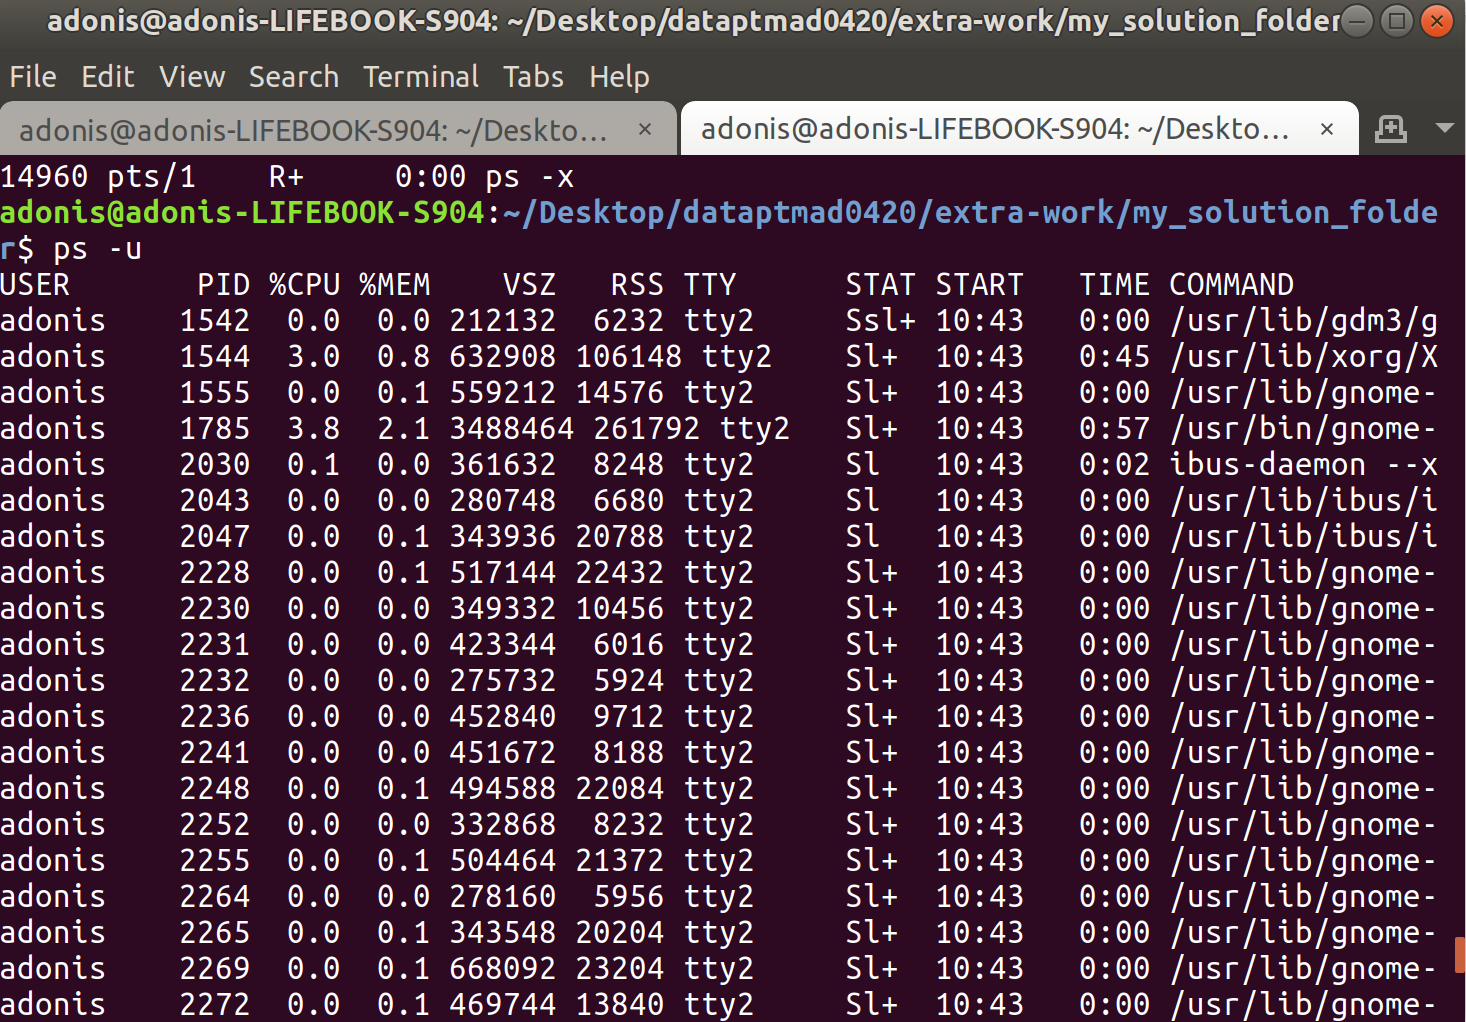 adonis@adonis-LIFEBOOK-S904: ~/Desktop/dataptmad0420/extra-work/my_solution_folder
File Edit View Search Terminal Tabs Help
adonis@adonis-LIFEBOOK-S904: ~/Deskto… × adonis@adonis-LIFEBOOK-S904: ~/Deskto… ×
14960 pts/1    R+     0:00 ps -x
adonis@adonis-LIFEBOOK-S904:~/Desktop/dataptmad0420/extra-work/my_solution_folde
r$ ps -u
USER       PID %CPU %MEM    VSZ   RSS TTY      STAT START   TIME COMMAND
adonis    1542  0.0  0.0 212132  6232 tty2     Ssl+ 10:43   0:00 /usr/lib/gdm3/g
adonis    1544  3.0  0.8 632908 106148 tty2    Sl+  10:43   0:45 /usr/lib/xorg/X
adonis    1555  0.0  0.1 559212 14576 tty2     Sl+  10:43   0:00 /usr/lib/gnome-
adonis    1785  3.8  2.1 3488464 261792 tty2   Sl+  10:43   0:57 /usr/bin/gnome-
adonis    2030  0.1  0.0 361632  8248 tty2     Sl   10:43   0:02 ibus-daemon --x
adonis    2043  0.0  0.0 280748  6680 tty2     Sl   10:43   0:00 /usr/lib/ibus/i
adonis    2047  0.0  0.1 343936 20788 tty2     Sl   10:43   0:00 /usr/lib/ibus/i
adonis    2228  0.0  0.1 517144 22432 tty2     Sl+  10:43   0:00 /usr/lib/gnome-
adonis    2230  0.0  0.0 349332 10456 tty2     Sl+  10:43   0:00 /usr/lib/gnome-
adonis    2231  0.0  0.0 423344  6016 tty2     Sl+  10:43   0:00 /usr/lib/gnome-
adonis    2232  0.0  0.0 275732  5924 tty2     Sl+  10:43   0:00 /usr/lib/gnome-
adonis    2236  0.0  0.0 452840  9712 tty2     Sl+  10:43   0:00 /usr/lib/gnome-
adonis    2241  0.0  0.0 451672  8188 tty2     Sl+  10:43   0:00 /usr/lib/gnome-
adonis    2248  0.0  0.1 494588 22084 tty2     Sl+  10:43   0:00 /usr/lib/gnome-
adonis    2252  0.0  0.0 332868  8232 tty2     Sl+  10:43   0:00 /usr/lib/gnome-
adonis    2255  0.0  0.1 504464 21372 tty2     Sl+  10:43   0:00 /usr/lib/gnome-
adonis    2264  0.0  0.0 278160  5956 tty2     Sl+  10:43   0:00 /usr/lib/gnome-
adonis    2265  0.0  0.1 343548 20204 tty2     Sl+  10:43   0:00 /usr/lib/gnome-
adonis    2269  0.0  0.1 668092 23204 tty2     Sl+  10:43   0:00 /usr/lib/gnome-
adonis    2272  0.0  0.1 469744 13840 tty2     Sl+  10:43   0:00 /usr/lib/gnome-